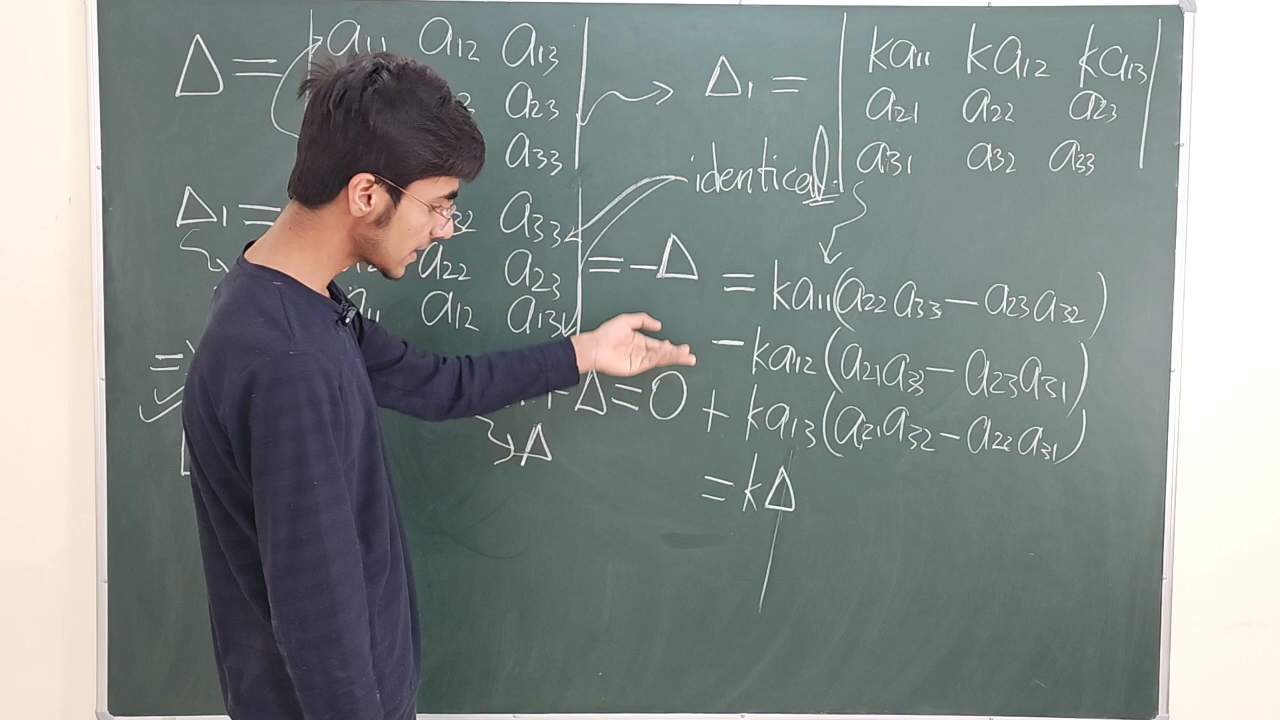 Δ = | a11 a12 a13 |
a23
a33
Δ1 = a32 a33 |
a22 a23 | = -Δ
a12 a13 |
+ Δ = 0
Δ
identical
Δ1 = | ka11 ka12 ka13 |
a21 a22 a23
a31 a32 a33
= ka11(a22a33 - a23a32)
- ka12(a21a33 - a23a31)
+ ka13(a21a32 - a22a31)
= kΔ